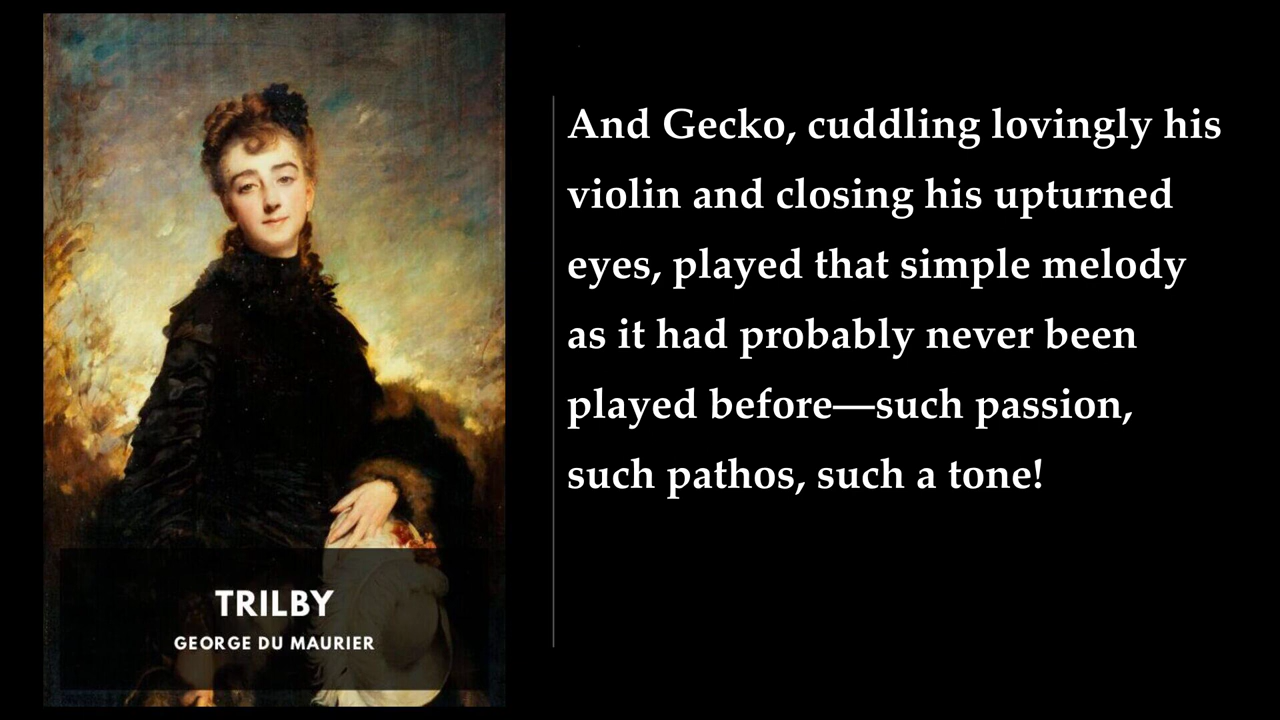 TRILBY
GEORGE DU MAURIER
And Gecko, cuddling lovingly his
violin and closing his upturned
eyes, played that simple melody
as it had probably never been
played before—such passion,
such pathos, such a tone!